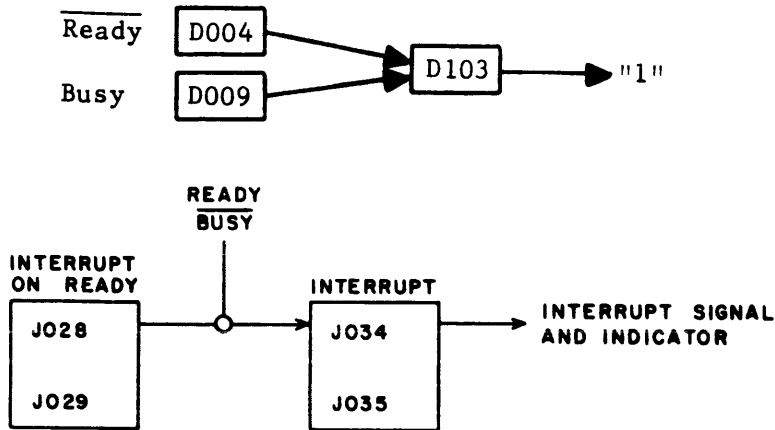 Ready D004
D103 "1"
Busy D009
READY
BUSY
INTERRUPT
ON READY
INTERRUPT
J028
J034
INTERRUPT SIGNAL
AND INDICATOR
J029
J035